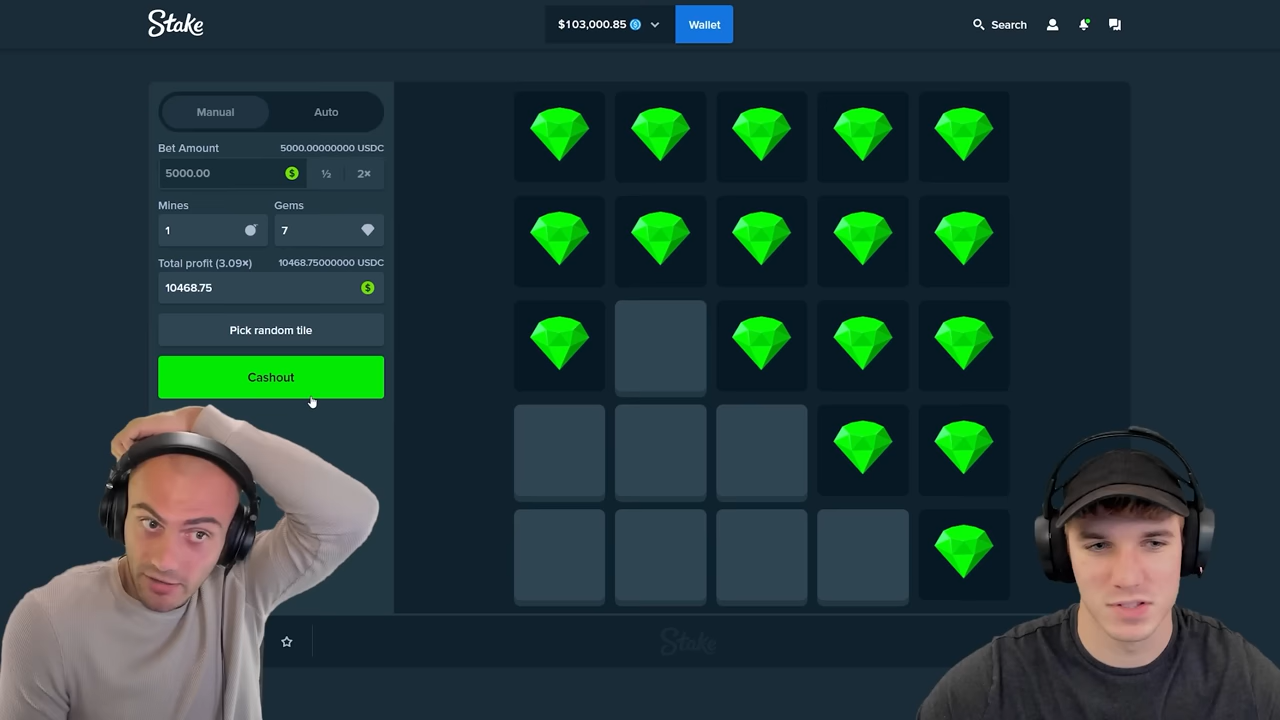 Stake
$103,000.85
Wallet
Search
Manual
Auto
Bet Amount
5000.00000000 USDC
5000.00
$
½
2×
Mines
Gems
1
7
Total profit (3.09×)
10468.75000000 USDC
10468.75
$
Pick random tile
Cashout
Stake